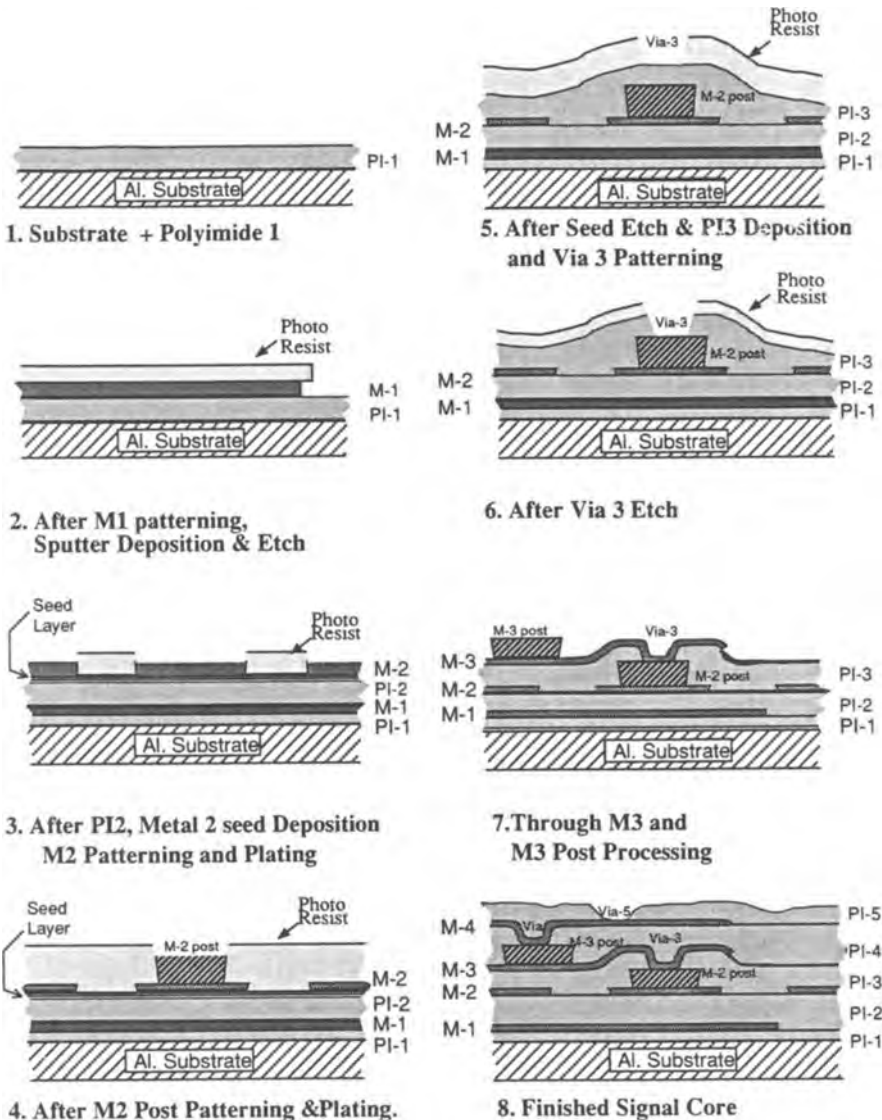 PI-1
Al. Substrate
1. Substrate + Polyimide 1
Photo
Resist
M-1
PI-1
Al. Substrate
2. After M1 patterning,
Sputter Deposition & Etch
Seed
Layer
Photo
Resist
M-2
PI-2
M-1
PI-1
Al. Substrate
3. After PI2, Metal 2 seed Deposition
M2 Patterning and Plating
Seed
Layer
Photo
Resist
M-2 post
M-2
PI-2
M-1
PI-1
Al. Substrate
4. After M2 Post Patterning &Plating.
Photo
Resist
Via-3
M-2 post
PI-3
M-2
PI-2
M-1
PI-1
Al. Substrate
5. After Seed Etch & PI3 Deposition
and Via 3 Patterning
Photo
Resist
Via-3
M-2 post
PI-3
M-2
PI-2
M-1
PI-1
Al. Substrate
6. After Via 3 Etch
M-3 post
Via-3
M-3
M-2 post
PI-3
M-2
PI-2
M-1
PI-1
Al. Substrate
7.Through M3 and
M3 Post Processing
Via-5
PI-5
M-4
Via
M-3 post
Via-3
PI-4
M-3
M-2 post
PI-3
M-2
PI-2
M-1
PI-1
Al. Substrate
8. Finished Signal Core